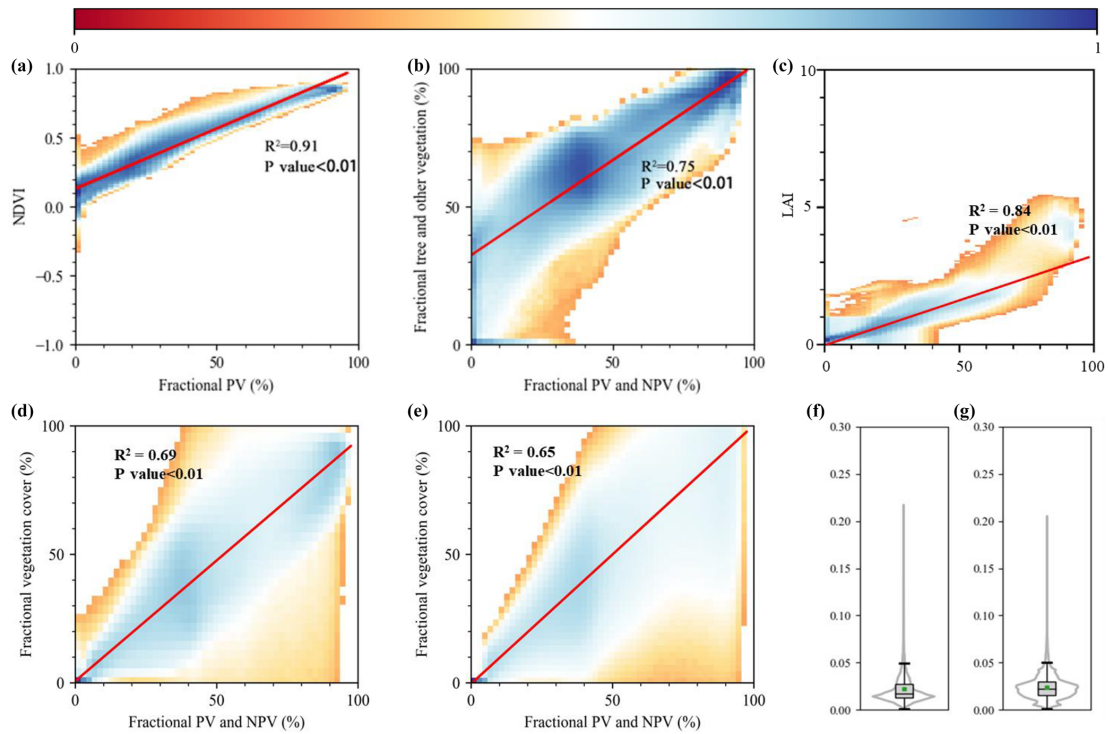 0
1
(a)
NDVI
1.0
0.5
0.0
−0.5
−1.0
R²=0.91
P value<0.01
0
50
100
Fractional PV (%)
(b)
Fractional tree and other vegetation (%)
100
50
0
R²=0.75
P value<0.01
0
50
100
Fractional PV and NPV (%)
(c)
LAI
10
5
0
R² = 0.84
P value<0.01
0
50
100
Fractional PV (%)
(d)
Fractional vegetation cover (%)
100
50
0
R² = 0.69
P value<0.01
0
50
100
Fractional PV and NPV (%)
(e)
Fractional vegetation cover (%)
100
50
0
R² = 0.65
P value<0.01
0
50
100
Fractional PV and NPV (%)
(f)
0.30
0.25
0.20
0.15
0.10
0.05
0.00
(g)
0.30
0.25
0.20
0.15
0.10
0.05
0.00